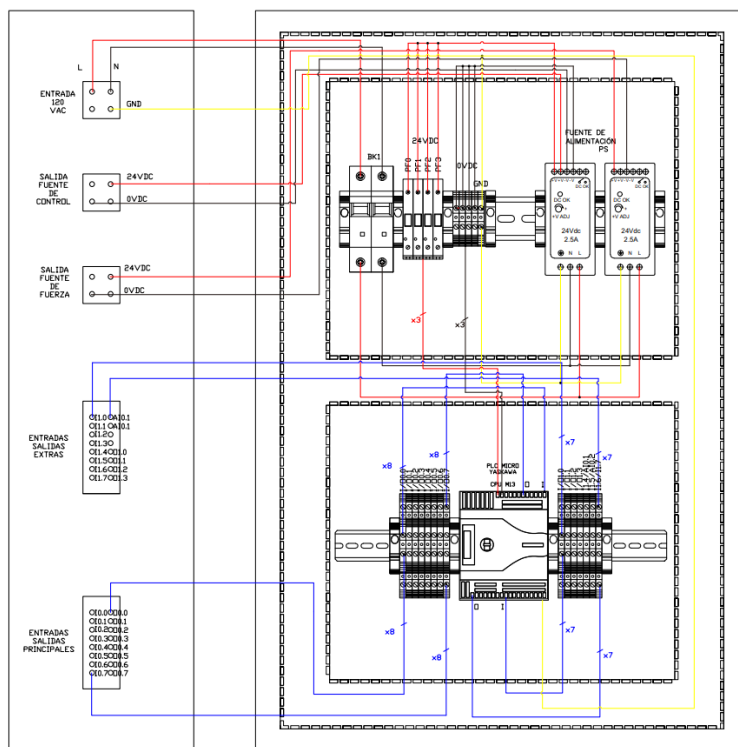 L N
ENTRADA
120
VAC
GND
SALIDA
FUENTE
DE
CONTROL
24VDC
0VDC
SALIDA
FUENTE
DE
FUERZA
24VDC
0VDC
ENTRADAS
SALIDAS
EXTRAS
I1.0 AI0.1
I1.1 AI0.1
I1.2
I1.3
I1.4 O1.0
I1.5 O1.1
I1.6 O1.2
I1.7 O1.3
ENTRADAS
SALIDAS
PRINCIPALES
I0.0 O0.0
I0.1 O0.1
I0.2 O0.2
I0.3 O0.3
I0.4 O0.4
I0.5 O0.5
I0.6 O0.6
I0.7 O0.7
BK1
24VDC
PF0
PF1
PF2
PF3
0VDC
GND
FUENTE DE
ALIMENTACIÓN
PS
DC OK
DC OK
+V ADJ
24Vdc
2.5A
N L
DC OK
DC OK
+V ADJ
24Vdc
2.5A
N L
x3
x3
x8
x8
PLC MICRO
YASKAWA
CPU M13
O I
x7
x7
O I
x8
x8
x7
x7